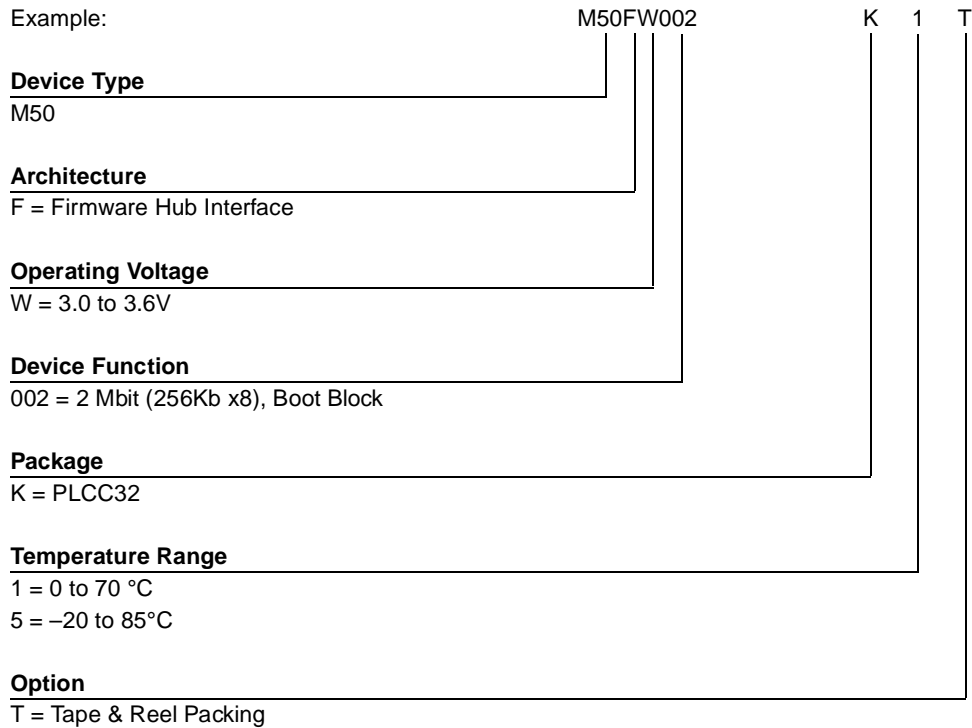 Example: M50FW002 K 1 T
Device Type
M50
Architecture
F = Firmware Hub Interface
Operating Voltage
W = 3.0 to 3.6V
Device Function
002 = 2 Mbit (256Kb x8), Boot Block
Package
K = PLCC32
Temperature Range
1 = 0 to 70 °C
5 = –20 to 85°C
Option
T = Tape & Reel Packing